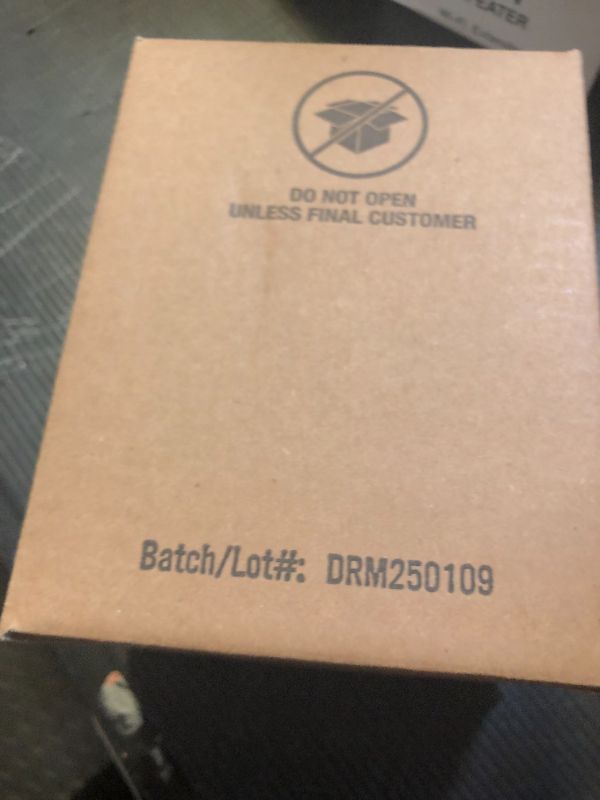 DO NOT OPEN
UNLESS FINAL CUSTOMER
Batch/Lot#: DRM250109